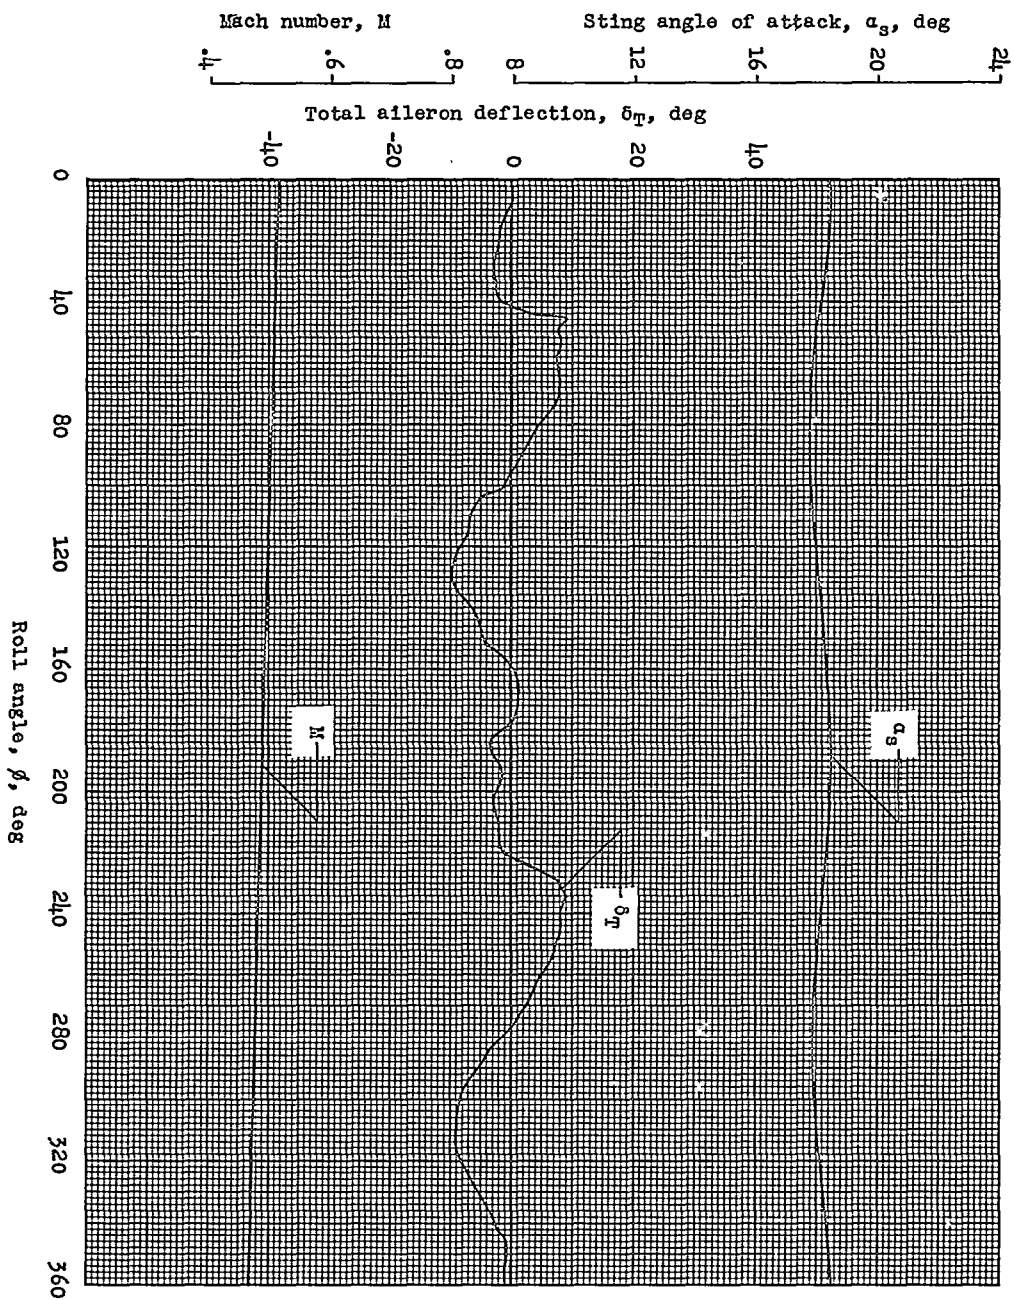 Mach number, M
Sting angle of attack, αs, deg
.4 .6 .8 8 12 16 20 24
Total aileron deflection, δT, deg
-40 -20 0 20 40
0
40
80
120
160
200
240
280
320
360
Roll angle, ø, deg
M
αs
δT